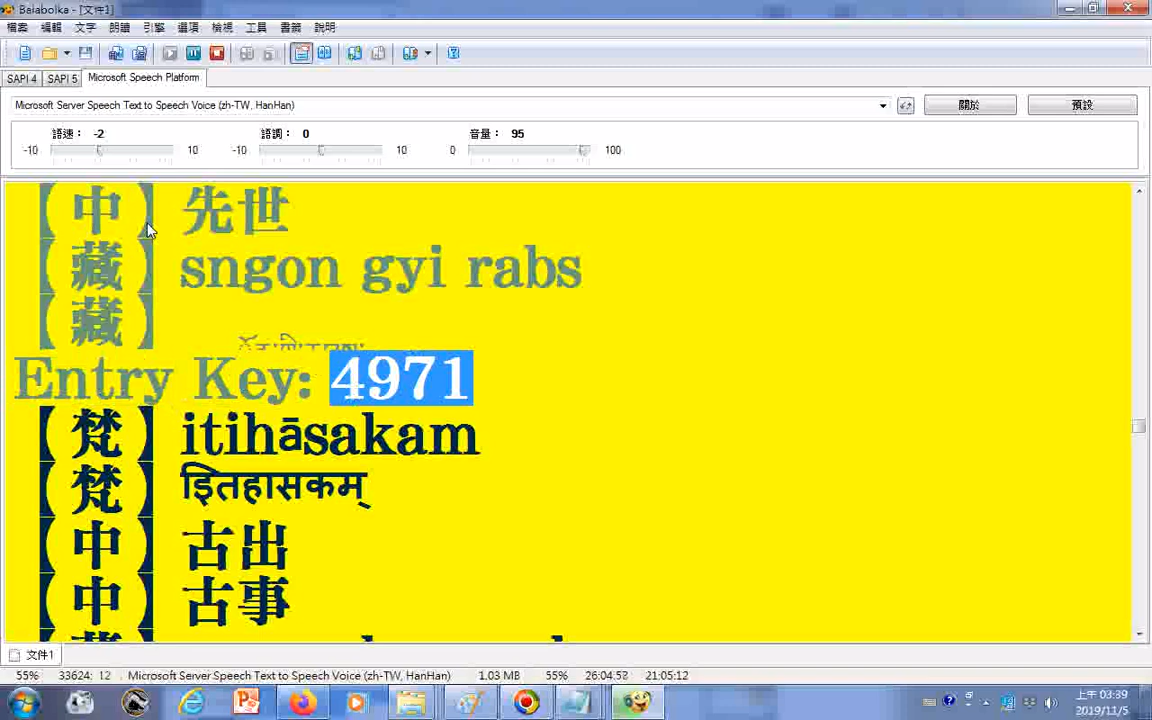 Balabolka - [文件1]
檔案 編輯 文字 朗讀 引擎 選項 檢視 工具 書籤 說明
SAPI 4 SAPI 5 Microsoft Speech Platform
Microsoft Server Speech Text to Speech Voice (zh-TW, HanHan) 關於 預設
語速： -2 語調： 0 音量： 95
-10 10 -10 10 0 100
【中】 先世
【藏】 sngon gyi rabs
【藏】
Entry Key: 4971
【梵】 itihāsakam
【梵】 इितहासकम्
【中】 古出
【中】 古事
文件1
55% 33624: 12 Microsoft Server Speech Text to Speech Voice (zh-TW, HanHan) 1.03 MB 55% 26:04:52 21:05:12
上午 03:39
2019/11/5